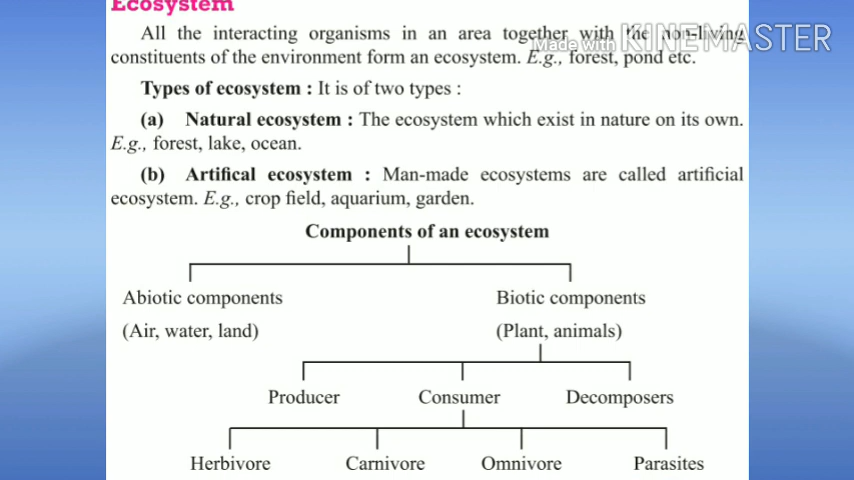 Ecosystem
All the interacting organisms in an area together with the non-living
constituents of the environment form an ecosystem. E.g., forest, pond etc.
Made with KINEMASTER
Types of ecosystem : It is of two types :
(a) Natural ecosystem : The ecosystem which exist in nature on its own.
E.g., forest, lake, ocean.
(b) Artifical ecosystem : Man-made ecosystems are called artificial
ecosystem. E.g., crop field, aquarium, garden.
Components of an ecosystem
Abiotic components Biotic components
(Air, water, land) (Plant, animals)
Producer Consumer Decomposers
Herbivore Carnivore Omnivore Parasites